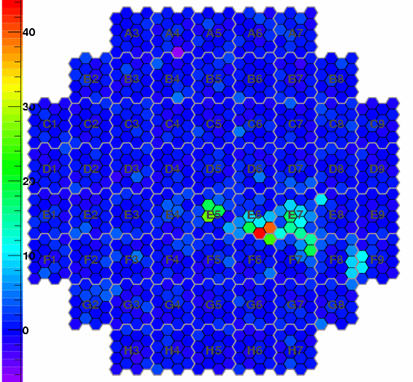 40
A3 A4 A5 A6 A7
B2 B3 B4 B5 B6 B7 B8
30
C1 C2 C3 C4 C5 C6 C7 C8 C9
D1 D2 D3 D4 D5 D6 D7 D8 D9
20
E1 E2 E3 E4 E5 E6 E7 E8 E9
10
F1 F2 F3 F4 F5 F6 F7 F8 F9
G2 G3 G4 G5 G6 G7 G8
0
H3 H4 H5 H6 H7